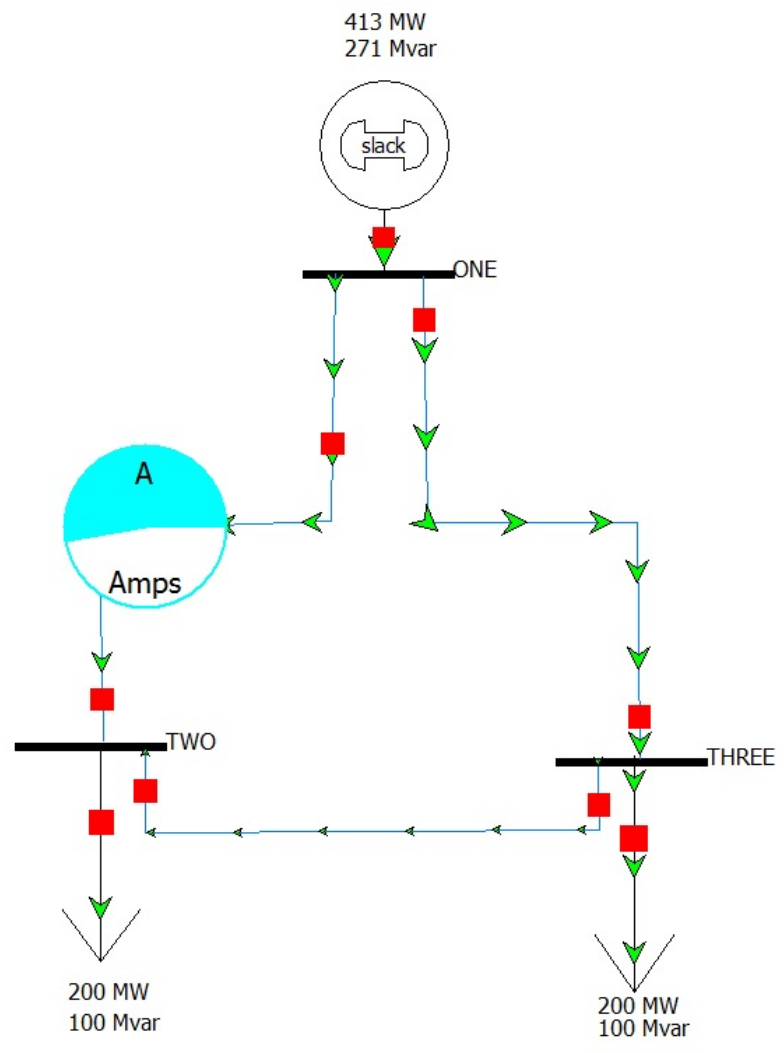 413 MW
271 Mvar
slack
ONE
A
Amps
TWO
THREE
200 MW
100 Mvar
200 MW
100 Mvar